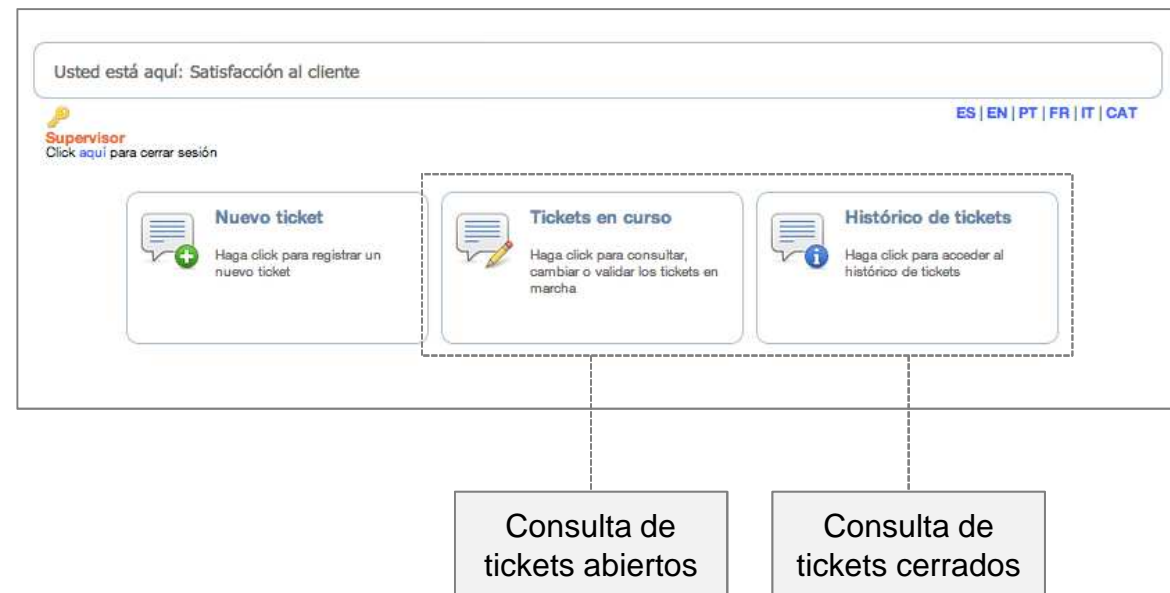 Usted está aquí: Satisfacción al cliente
ES | EN | PT | FR | IT | CAT
Supervisor
Click aquí para cerrar sesión
Nuevo ticket
Haga click para registrar un
nuevo ticket
Tickets en curso
Haga click para consultar,
cambiar o validar los tickets en
marcha
Histórico de tickets
Haga click para acceder al
histórico de tickets
Consulta de
tickets abiertos
Consulta de
tickets cerrados